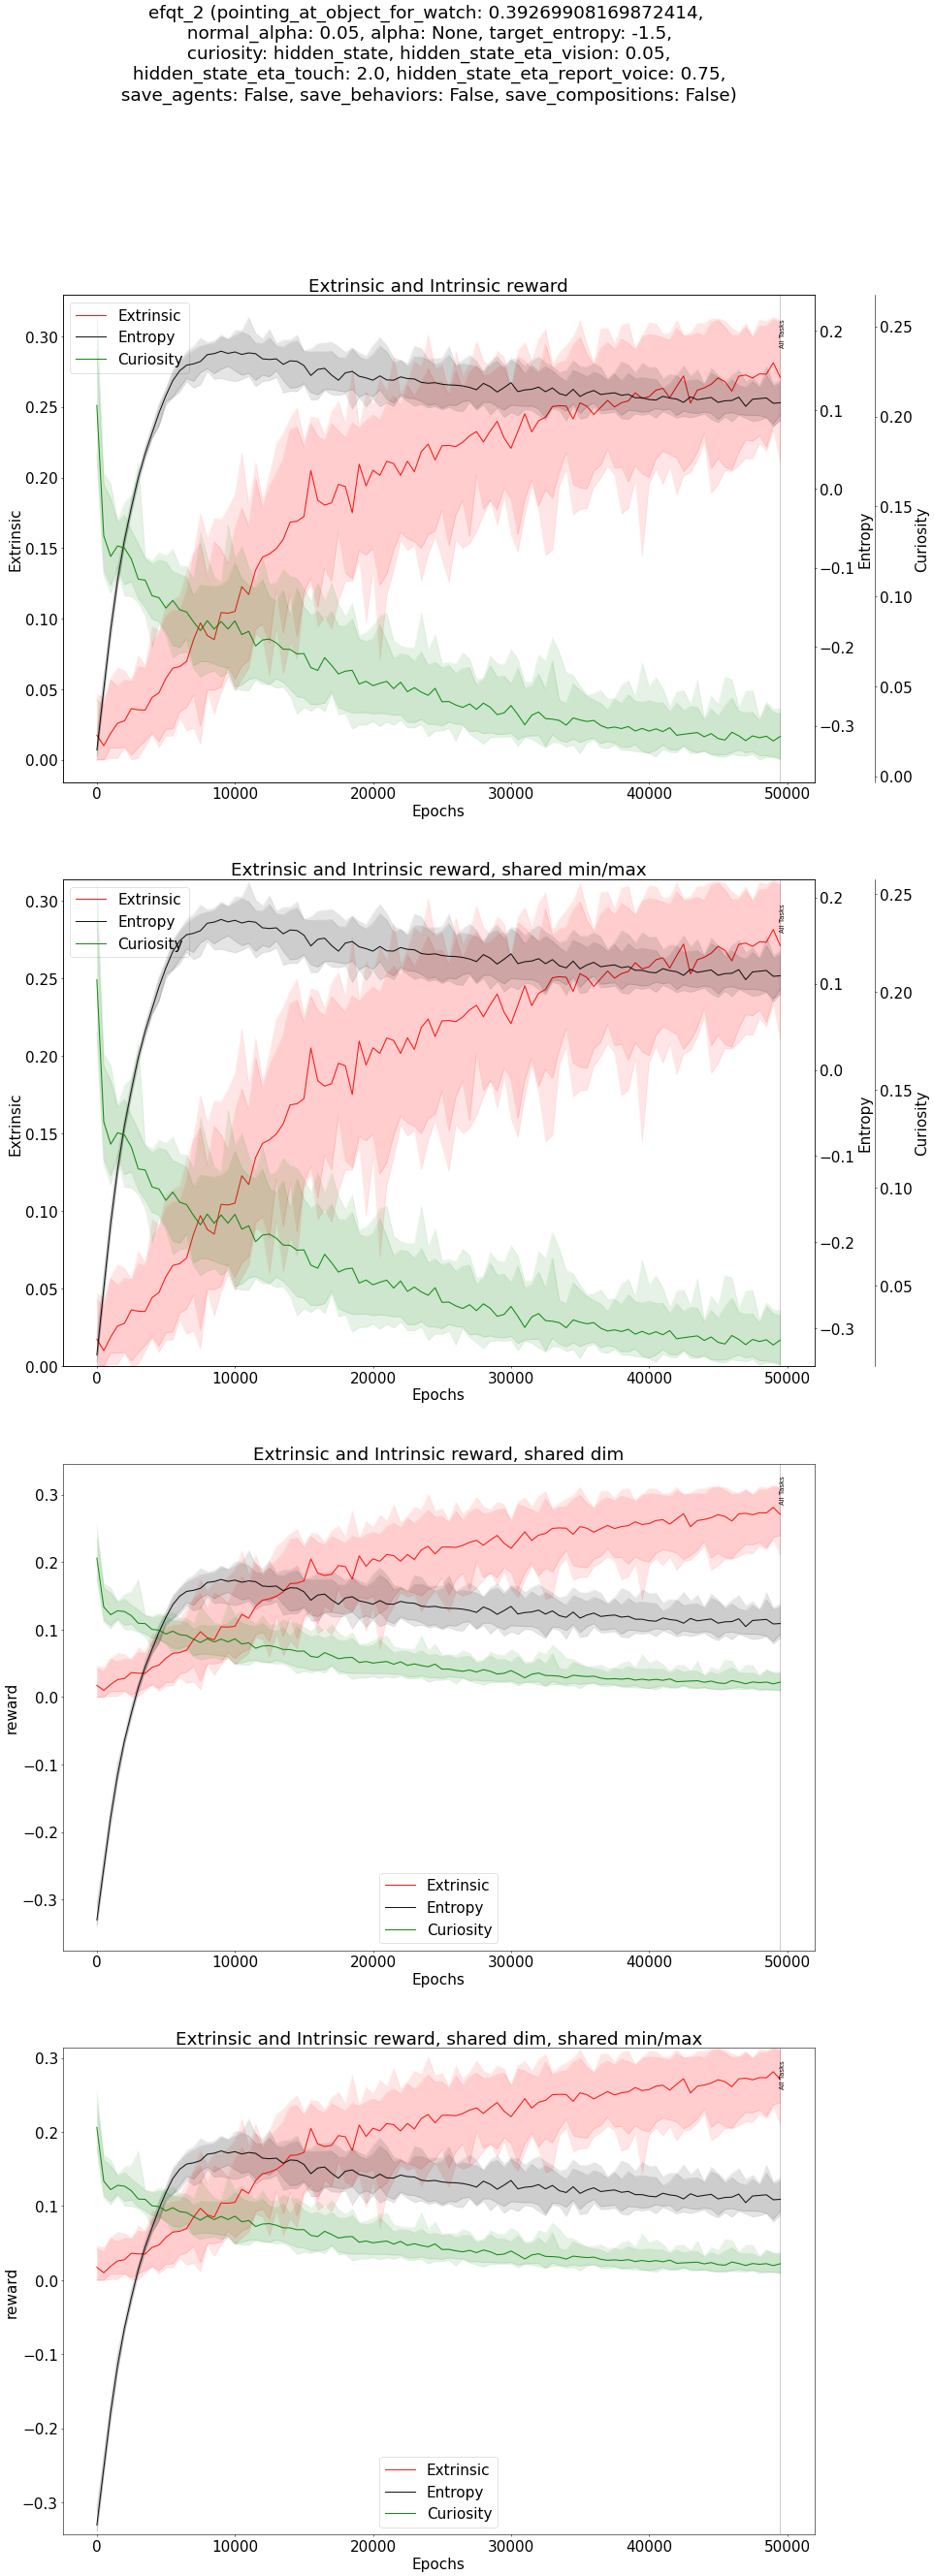 efqt_2 (pointing_at_object_for_watch: 0.39269908169872414,
normal_alpha: 0.05, alpha: None, target_entropy: -1.5,
curiosity: hidden_state, hidden_state_eta_vision: 0.05,
hidden_state_eta_touch: 2.0, hidden_state_eta_report_voice: 0.75,
save_agents: False, save_behaviors: False, save_compositions: False)
Extrinsic and Intrinsic reward
Extrinsic
Entropy
Curiosity
All Tasks
0.30
0.25
0.20
0.15
0.10
0.05
0.00
Extrinsic
0.2
0.1
0.0
−0.1
−0.2
−0.3
Entropy
0.25
0.20
0.15
0.10
0.05
0.00
Curiosity
0 10000 20000 30000 40000 50000
Epochs
Extrinsic and Intrinsic reward, shared min/max
Extrinsic
Entropy
Curiosity
All Tasks
0.30
0.25
0.20
0.15
0.10
0.05
0.00
Extrinsic
0.2
0.1
0.0
−0.1
−0.2
−0.3
Entropy
0.25
0.20
0.15
0.10
0.05
Curiosity
0 10000 20000 30000 40000 50000
Epochs
Extrinsic and Intrinsic reward, shared dim
All Tasks
0.3
0.2
0.1
0.0
−0.1
−0.2
−0.3
reward
Extrinsic
Entropy
Curiosity
0 10000 20000 30000 40000 50000
Epochs
Extrinsic and Intrinsic reward, shared dim, shared min/max
All Tasks
0.3
0.2
0.1
0.0
−0.1
−0.2
−0.3
reward
Extrinsic
Entropy
Curiosity
0 10000 20000 30000 40000 50000
Epochs